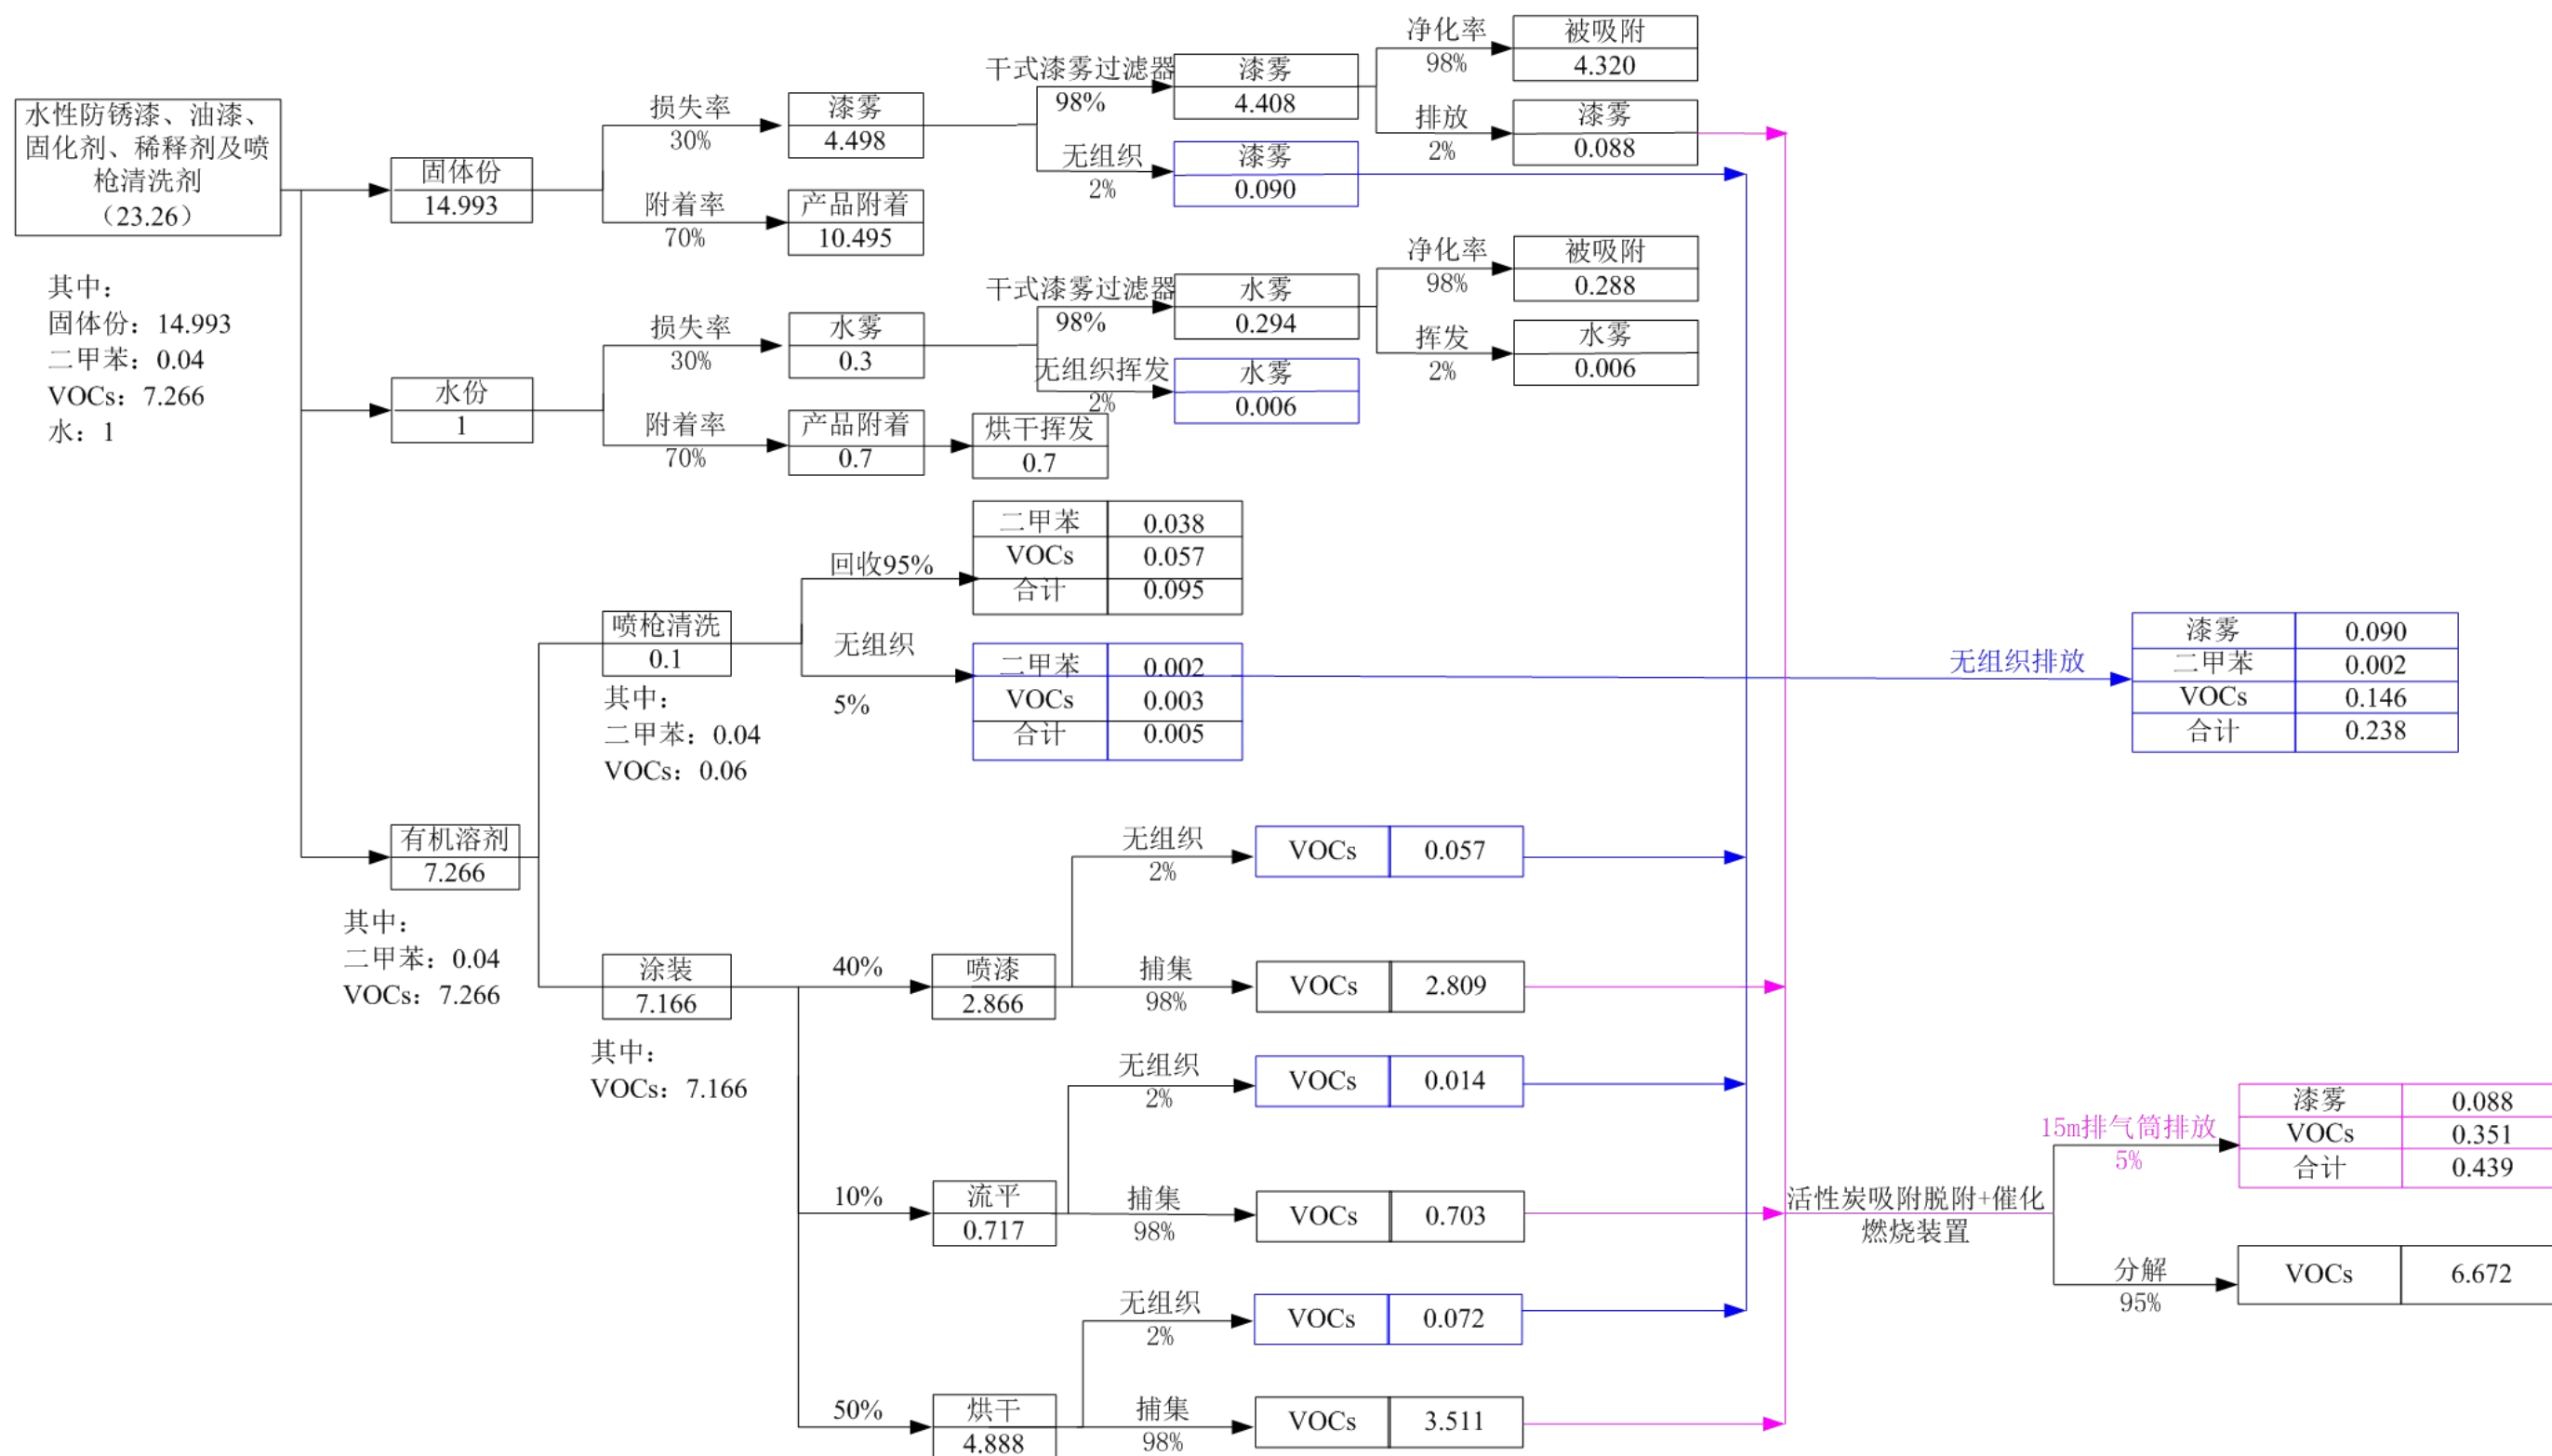 水性防锈漆、油漆、
固化剂、稀释剂及喷
枪清洗剂
（23.26）
其中：
固体份：14.993
二甲苯：0.04
VOCs：7.266
水：1
固体份
14.993
损失率
30%
漆雾
4.498
附着率
70%
产品附着
10.495
干式漆雾过滤器
98%
漆雾
4.408
无组织
2%
漆雾
0.090
净化率
98%
被吸附
4.320
排放
2%
漆雾
0.088
水份
1
损失率
30%
水雾
0.3
附着率
70%
产品附着
0.7
烘干挥发
0.7
干式漆雾过滤器
98%
水雾
0.294
无组织挥发
2%
水雾
0.006
净化率
98%
被吸附
0.288
挥发
2%
水雾
0.006
有机溶剂
7.266
其中：
二甲苯：0.04
VOCs：7.266
喷枪清洗
0.1
其中：
二甲苯：0.04
VOCs：0.06
回收95%
二甲苯 0.038
VOCs 0.057
合计 0.095
无组织
5%
二甲苯 0.002
VOCs 0.003
合计 0.005
涂装
7.166
其中：
VOCs：7.166
40%
喷漆
2.866
无组织
2%
VOCs 0.057
捕集
98%
VOCs 2.809
10%
流平
0.717
无组织
2%
VOCs 0.014
捕集
98%
VOCs 0.703
50%
烘干
4.888
无组织
2%
VOCs 0.072
捕集
98%
VOCs 3.511
无组织排放
漆雾 0.090
二甲苯 0.002
VOCs 0.146
合计 0.238
活性炭吸附脱附+催化
燃烧装置
15m排气筒排放
5%
漆雾 0.088
VOCs 0.351
合计 0.439
分解
95%
VOCs 6.672